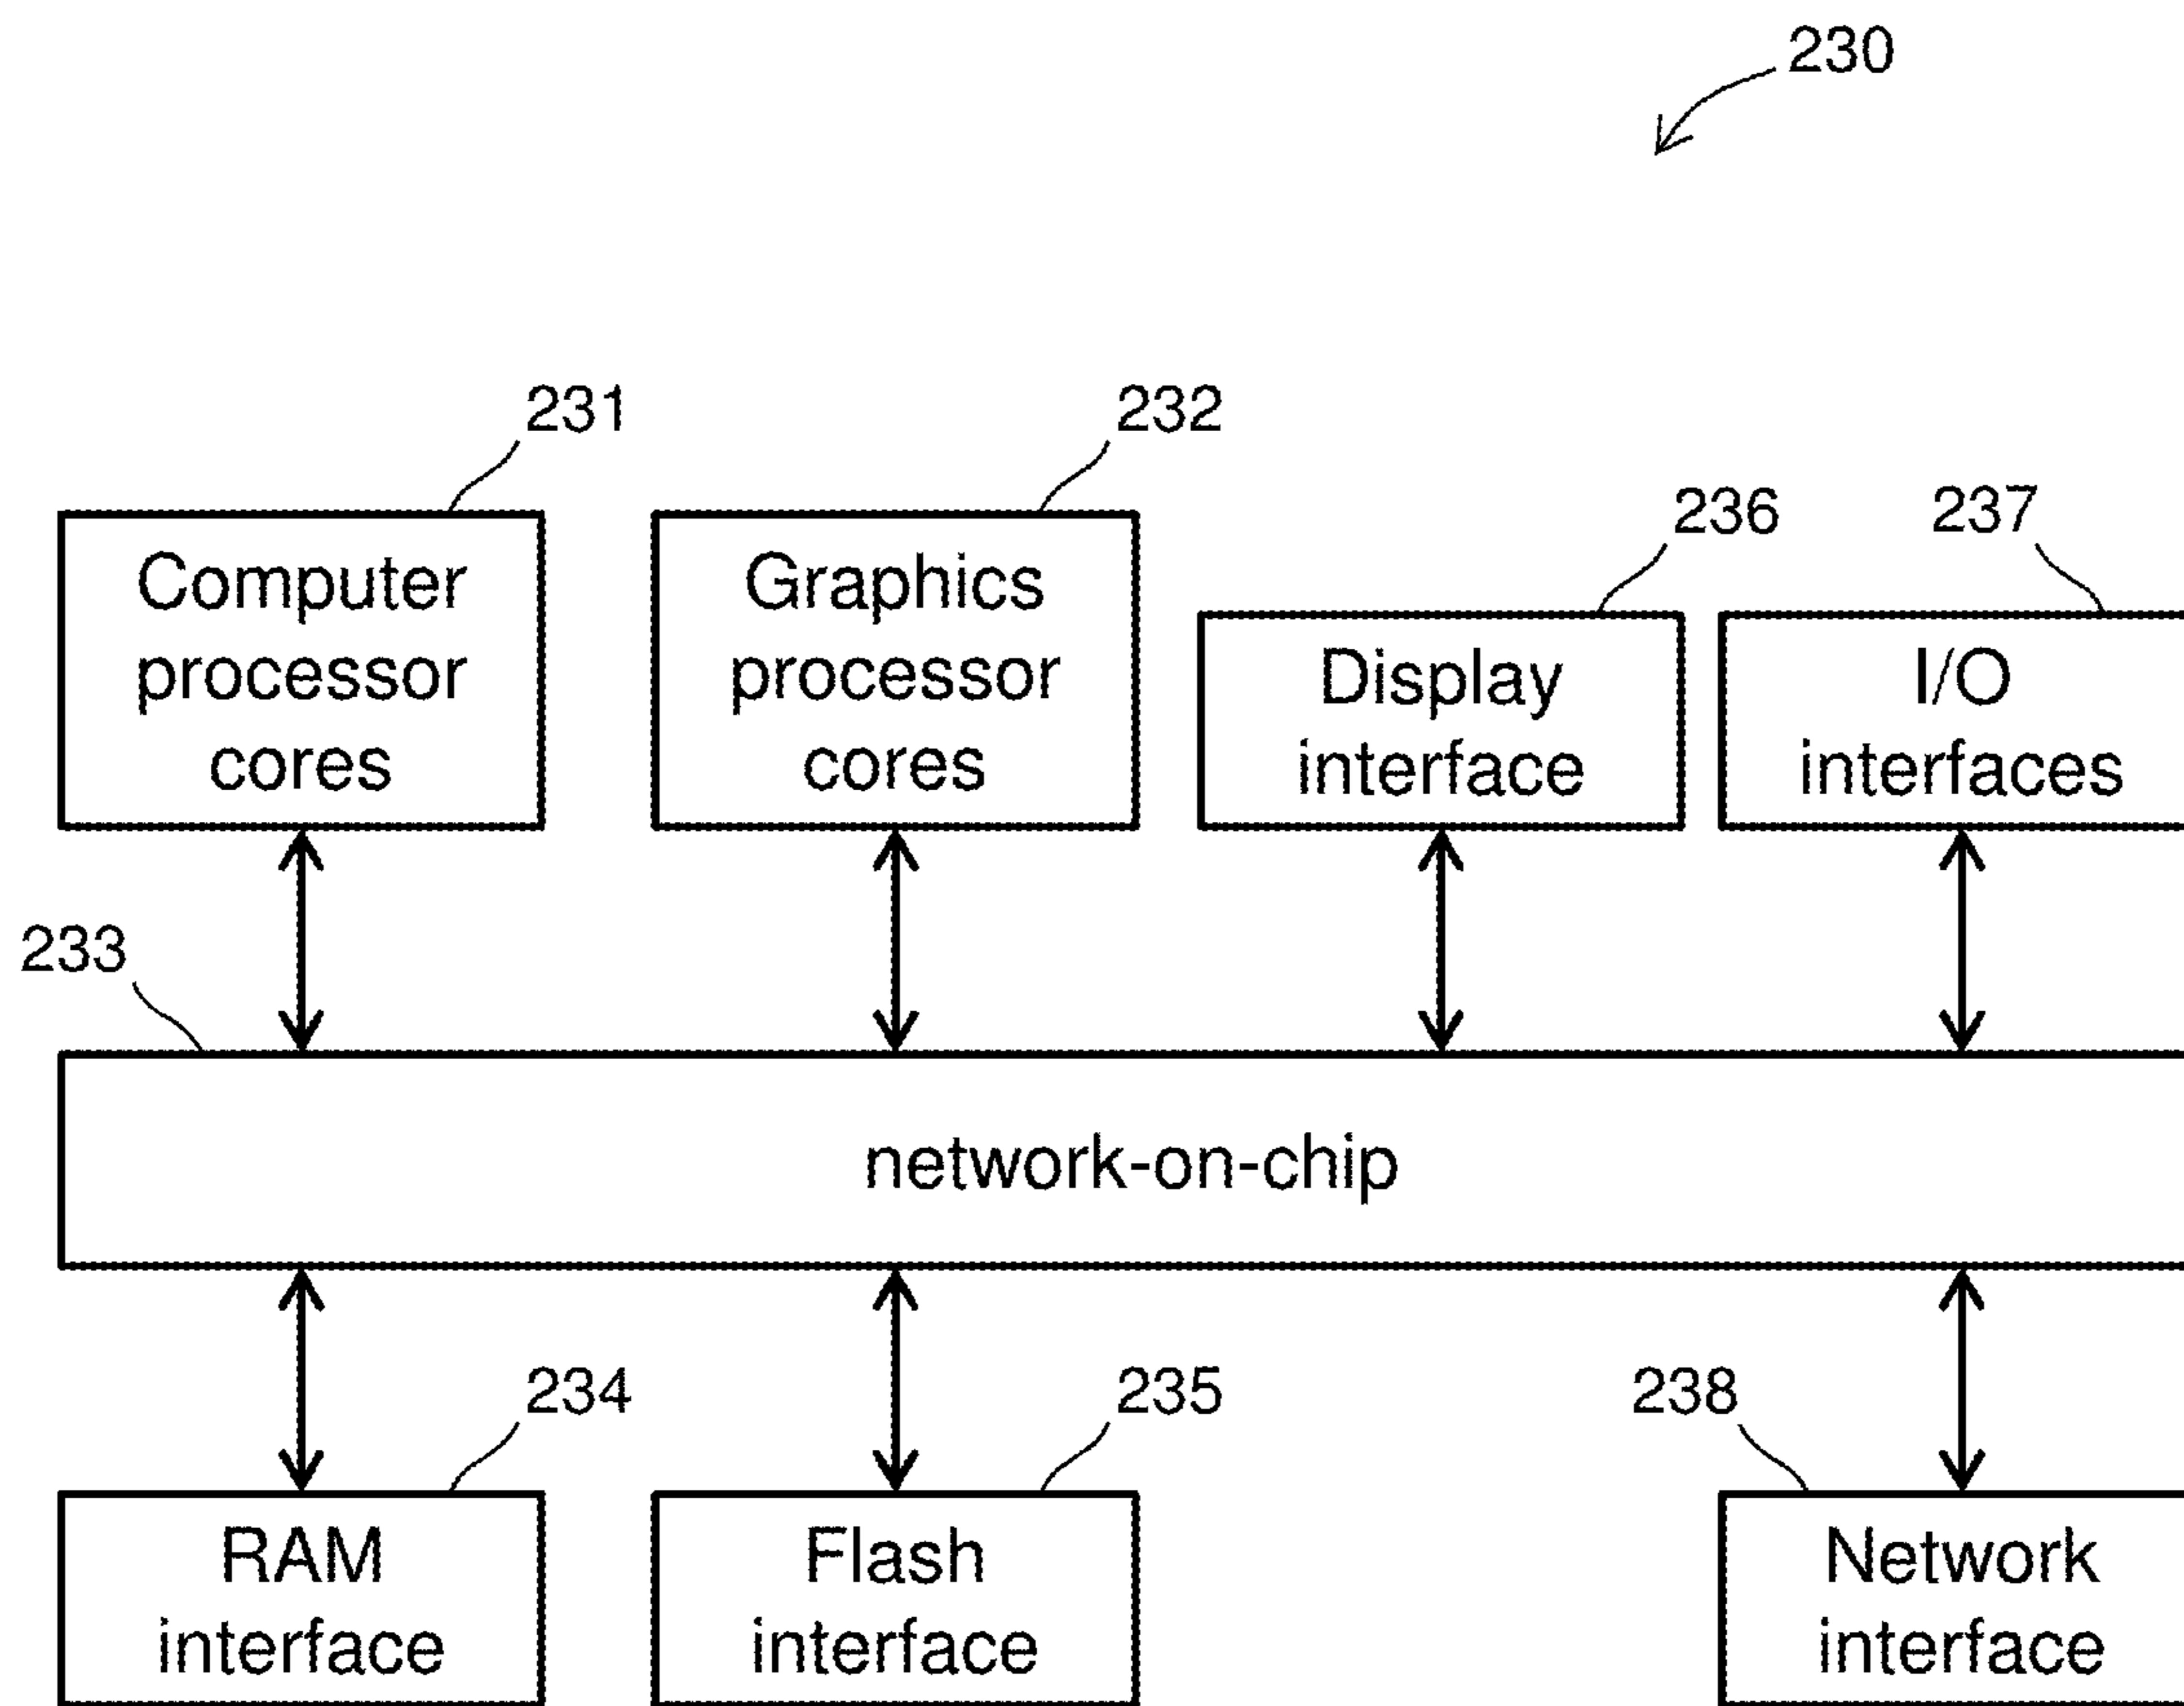 230
231
232
236
237
Computer
processor
cores
Graphics
processor
cores
Display
interface
I/O
interfaces
233
network-on-chip
234
235
238
RAM
interface
Flash
interface
Network
interface